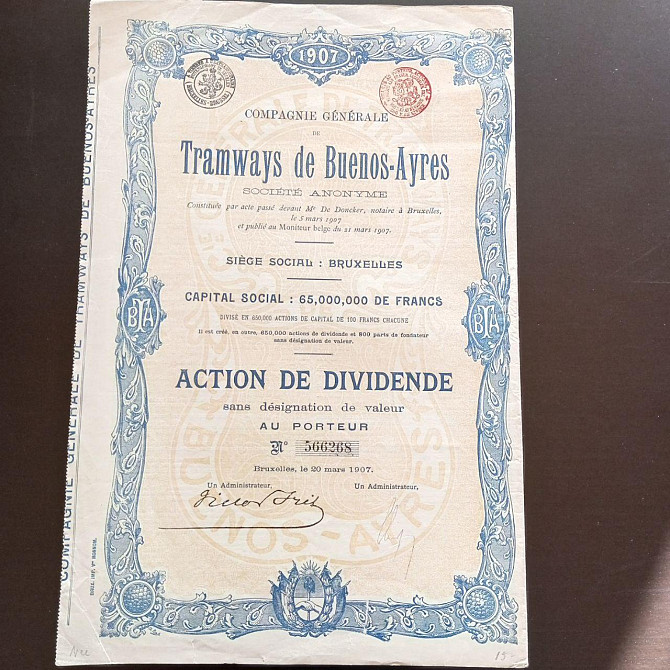 1907
COMPAGNIE GÉNÉRALE
DE
Tramways de Buenos-Ayres
SOCIÉTÉ ANONYME
Constituée par acte passé devant Me De Doncker, notaire à Bruxelles,
le 5 mars 1907
et publié au Moniteur belge du 21 mars 1907.
SIÈGE SOCIAL : BRUXELLES
CAPITAL SOCIAL : 65,000,000 DE FRANCS
DIVISÉ EN 650,000 ACTIONS DE CAPITAL DE 100 FRANCS CHACUNE
Il est créé, en outre, 650,000 actions de dividende et 800 parts de fondateur
sans désignation de valeur.
BTA
BTA
ACTION DE DIVIDENDE
sans désignation de valeur
AU PORTEUR
No 566268
Bruxelles, le 20 mars 1907.
Un Administrateur,
Un Administrateur,
BUENOS-AYRES
COMPAGNIE GÉNÉRALE DE TRAMWAYS DE BUENOS-AYRES
15-